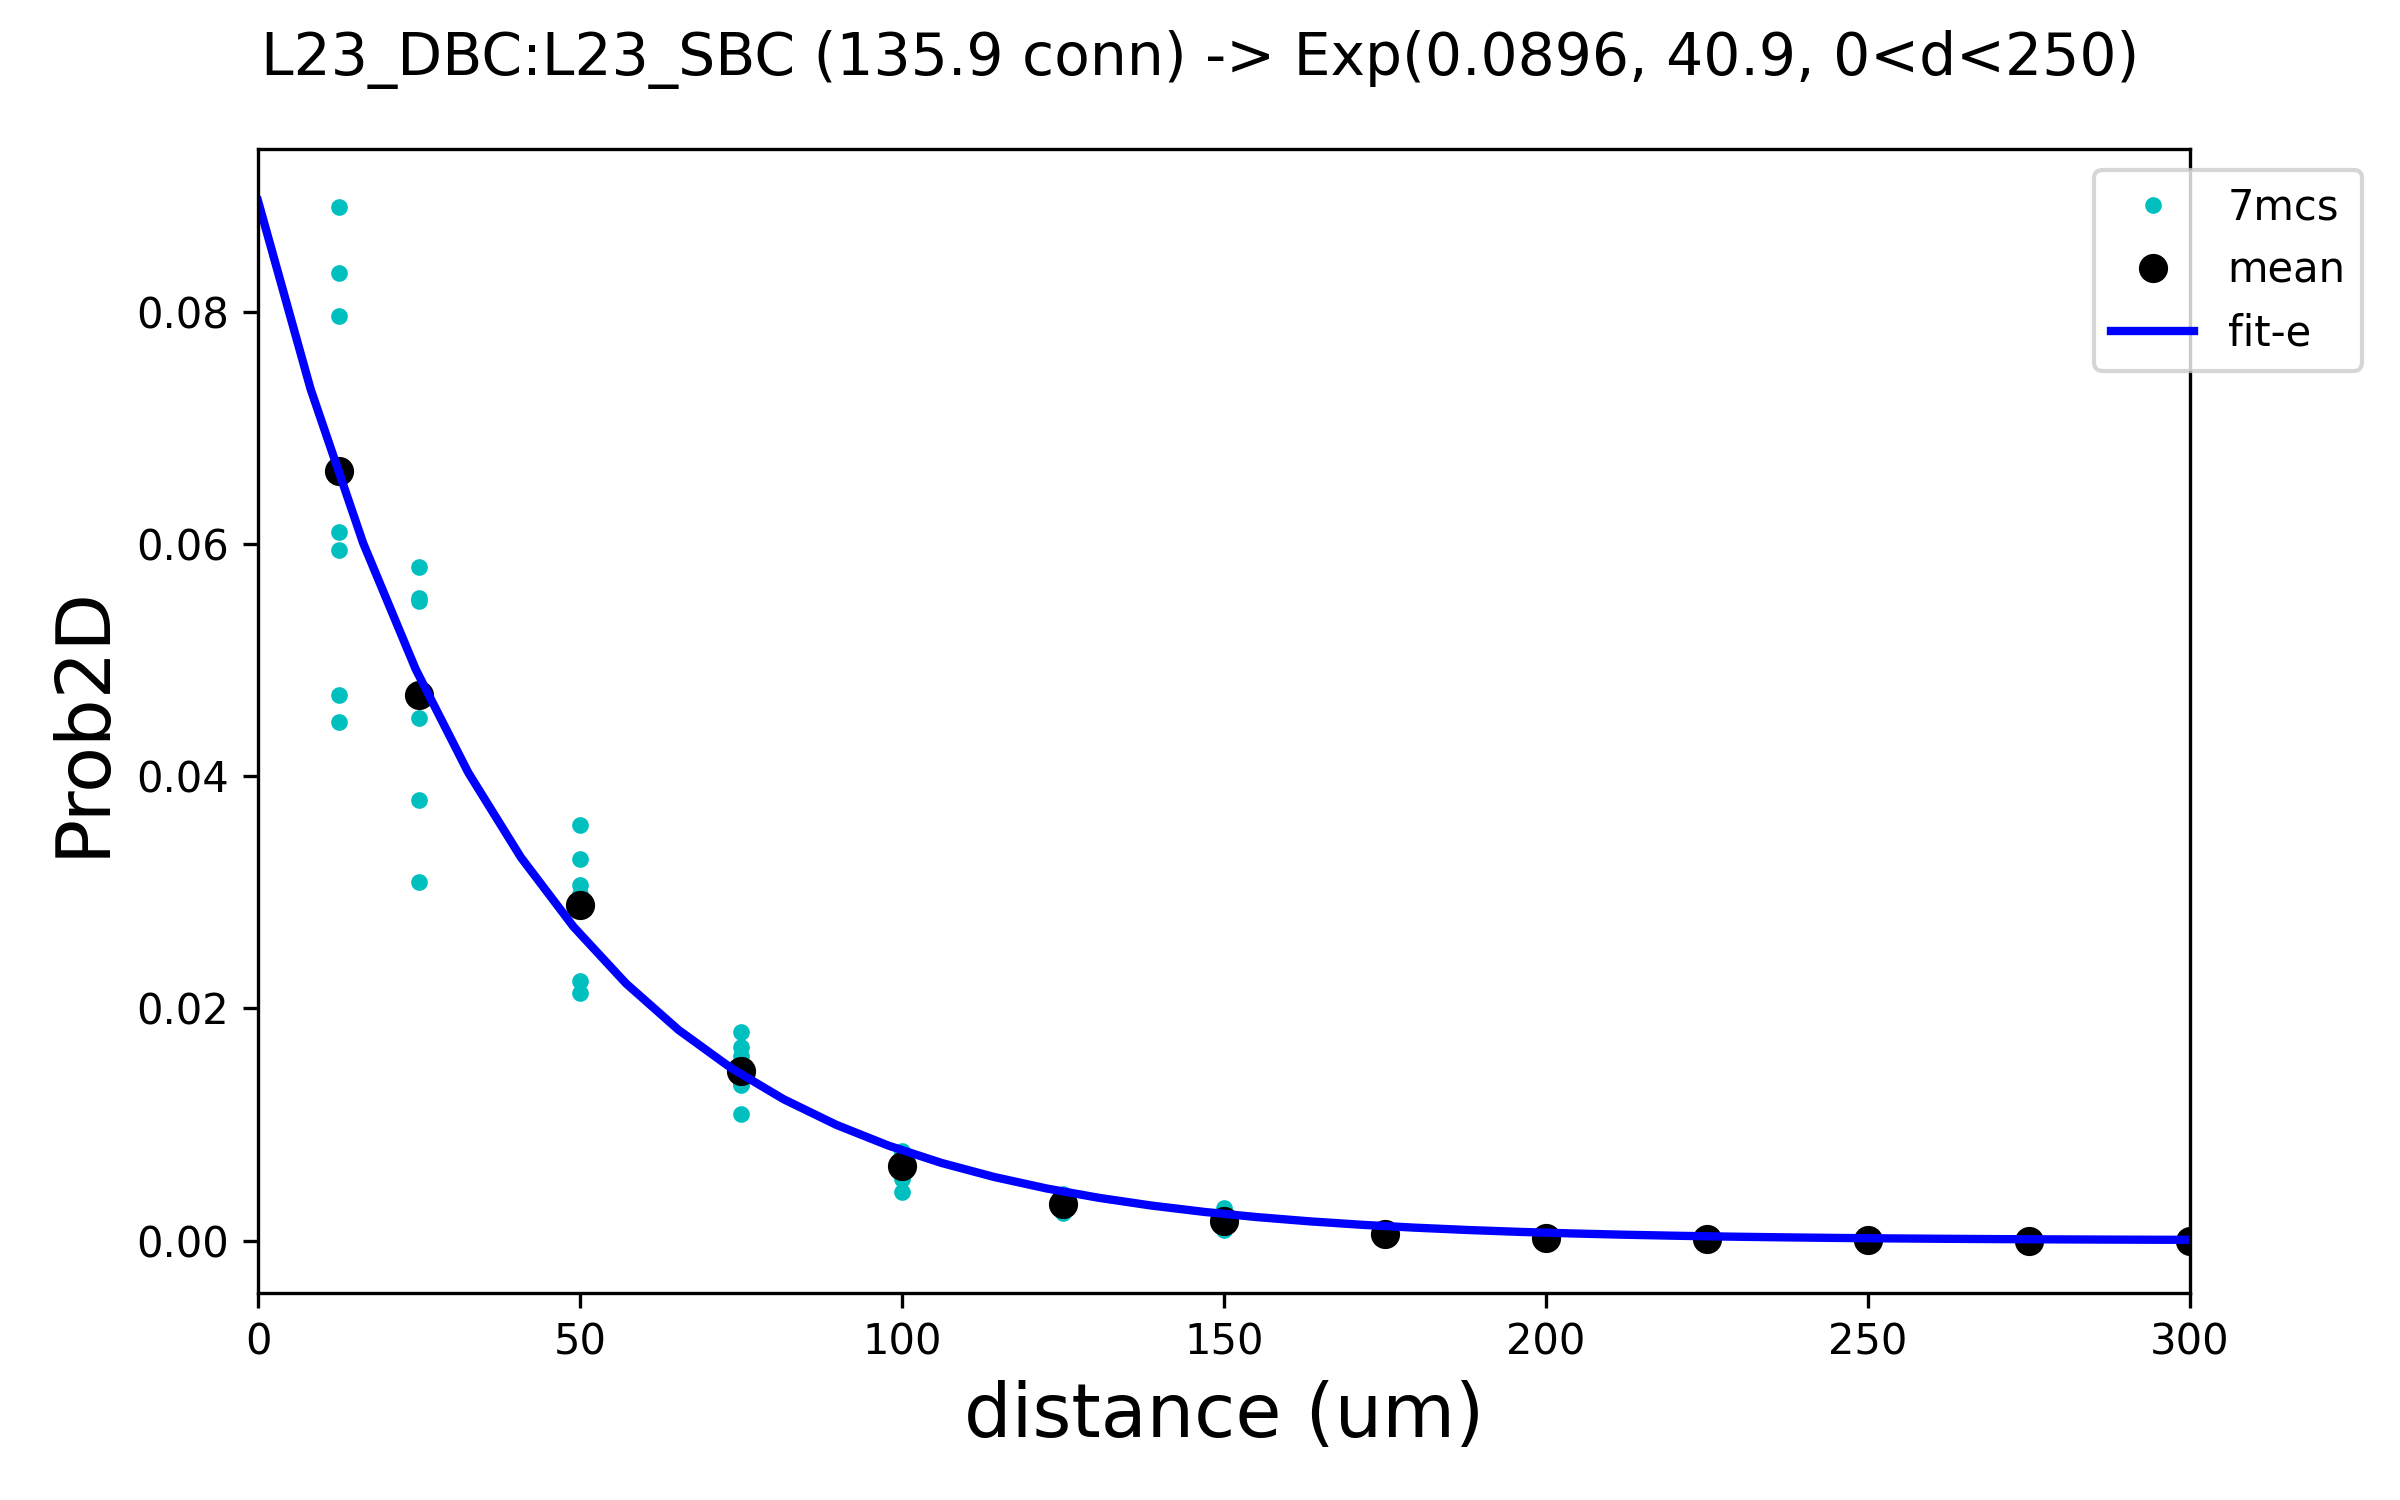 L23_DBC:L23_SBC (135.9 conn) -> Exp(0.0896, 40.9, 0<d<250)
7mcs
mean
fit-e
Prob2D
0.08
0.06
0.04
0.02
0.00
0 50 100 150 200 250 300
distance (um)